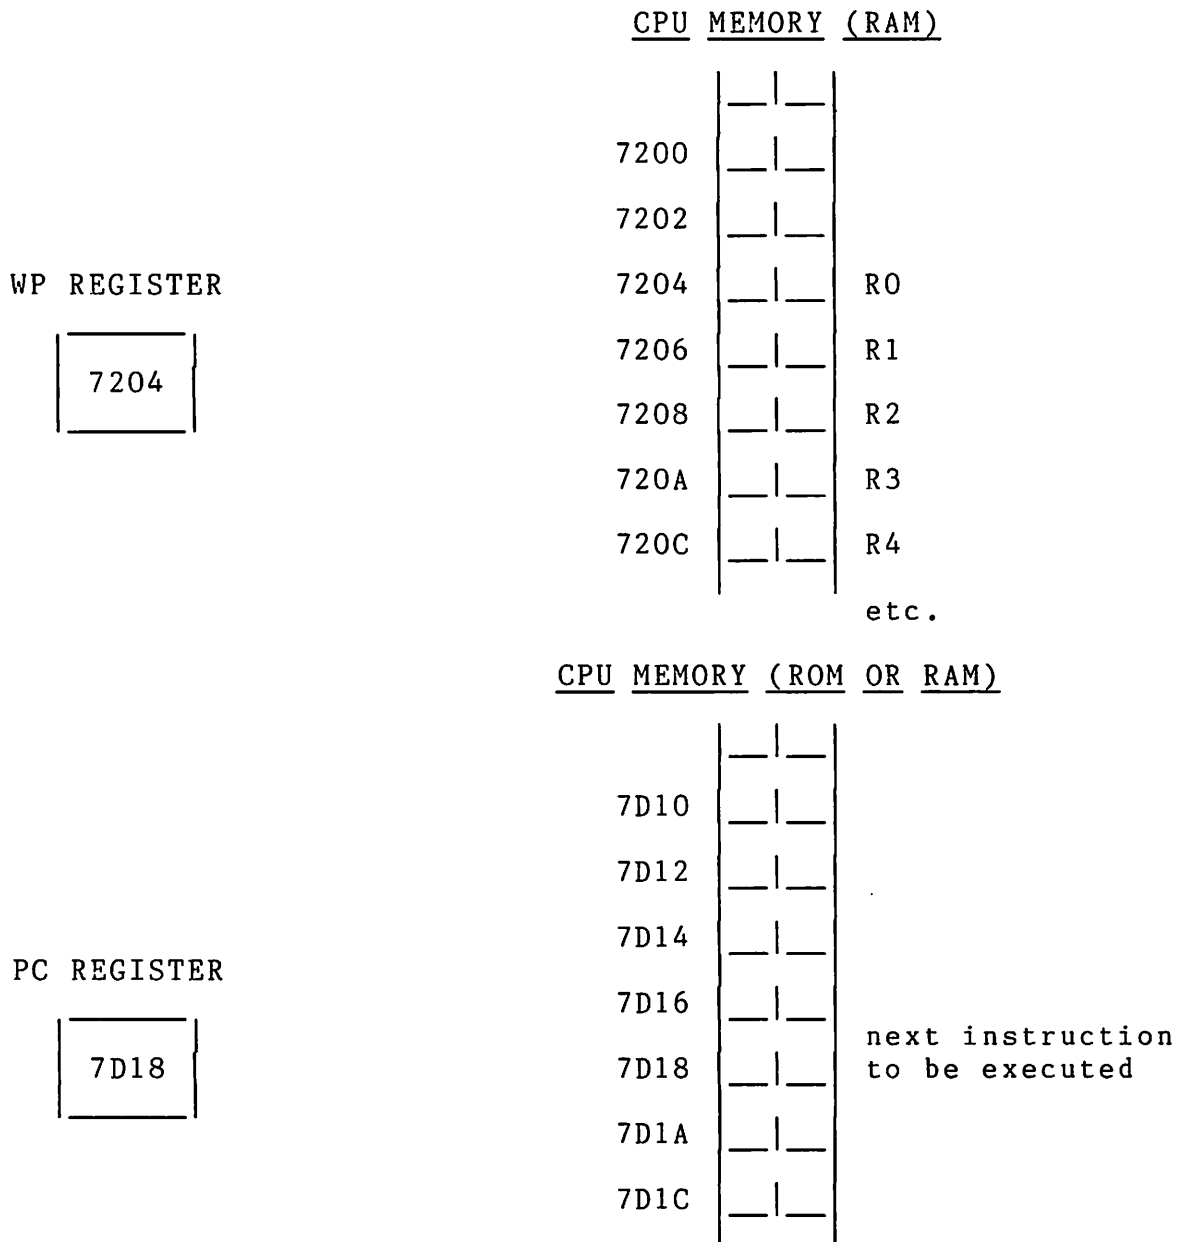 CPU MEMORY (RAM)
7200
7202
WP REGISTER
7204 R0
7206 R1
7204
7208 R2
720A R3
720C R4
etc.
CPU MEMORY (ROM OR RAM)
7D10
7D12
7D14
PC REGISTER
7D16
next instruction
7D18
7D18 to be executed
7D1A
7D1C